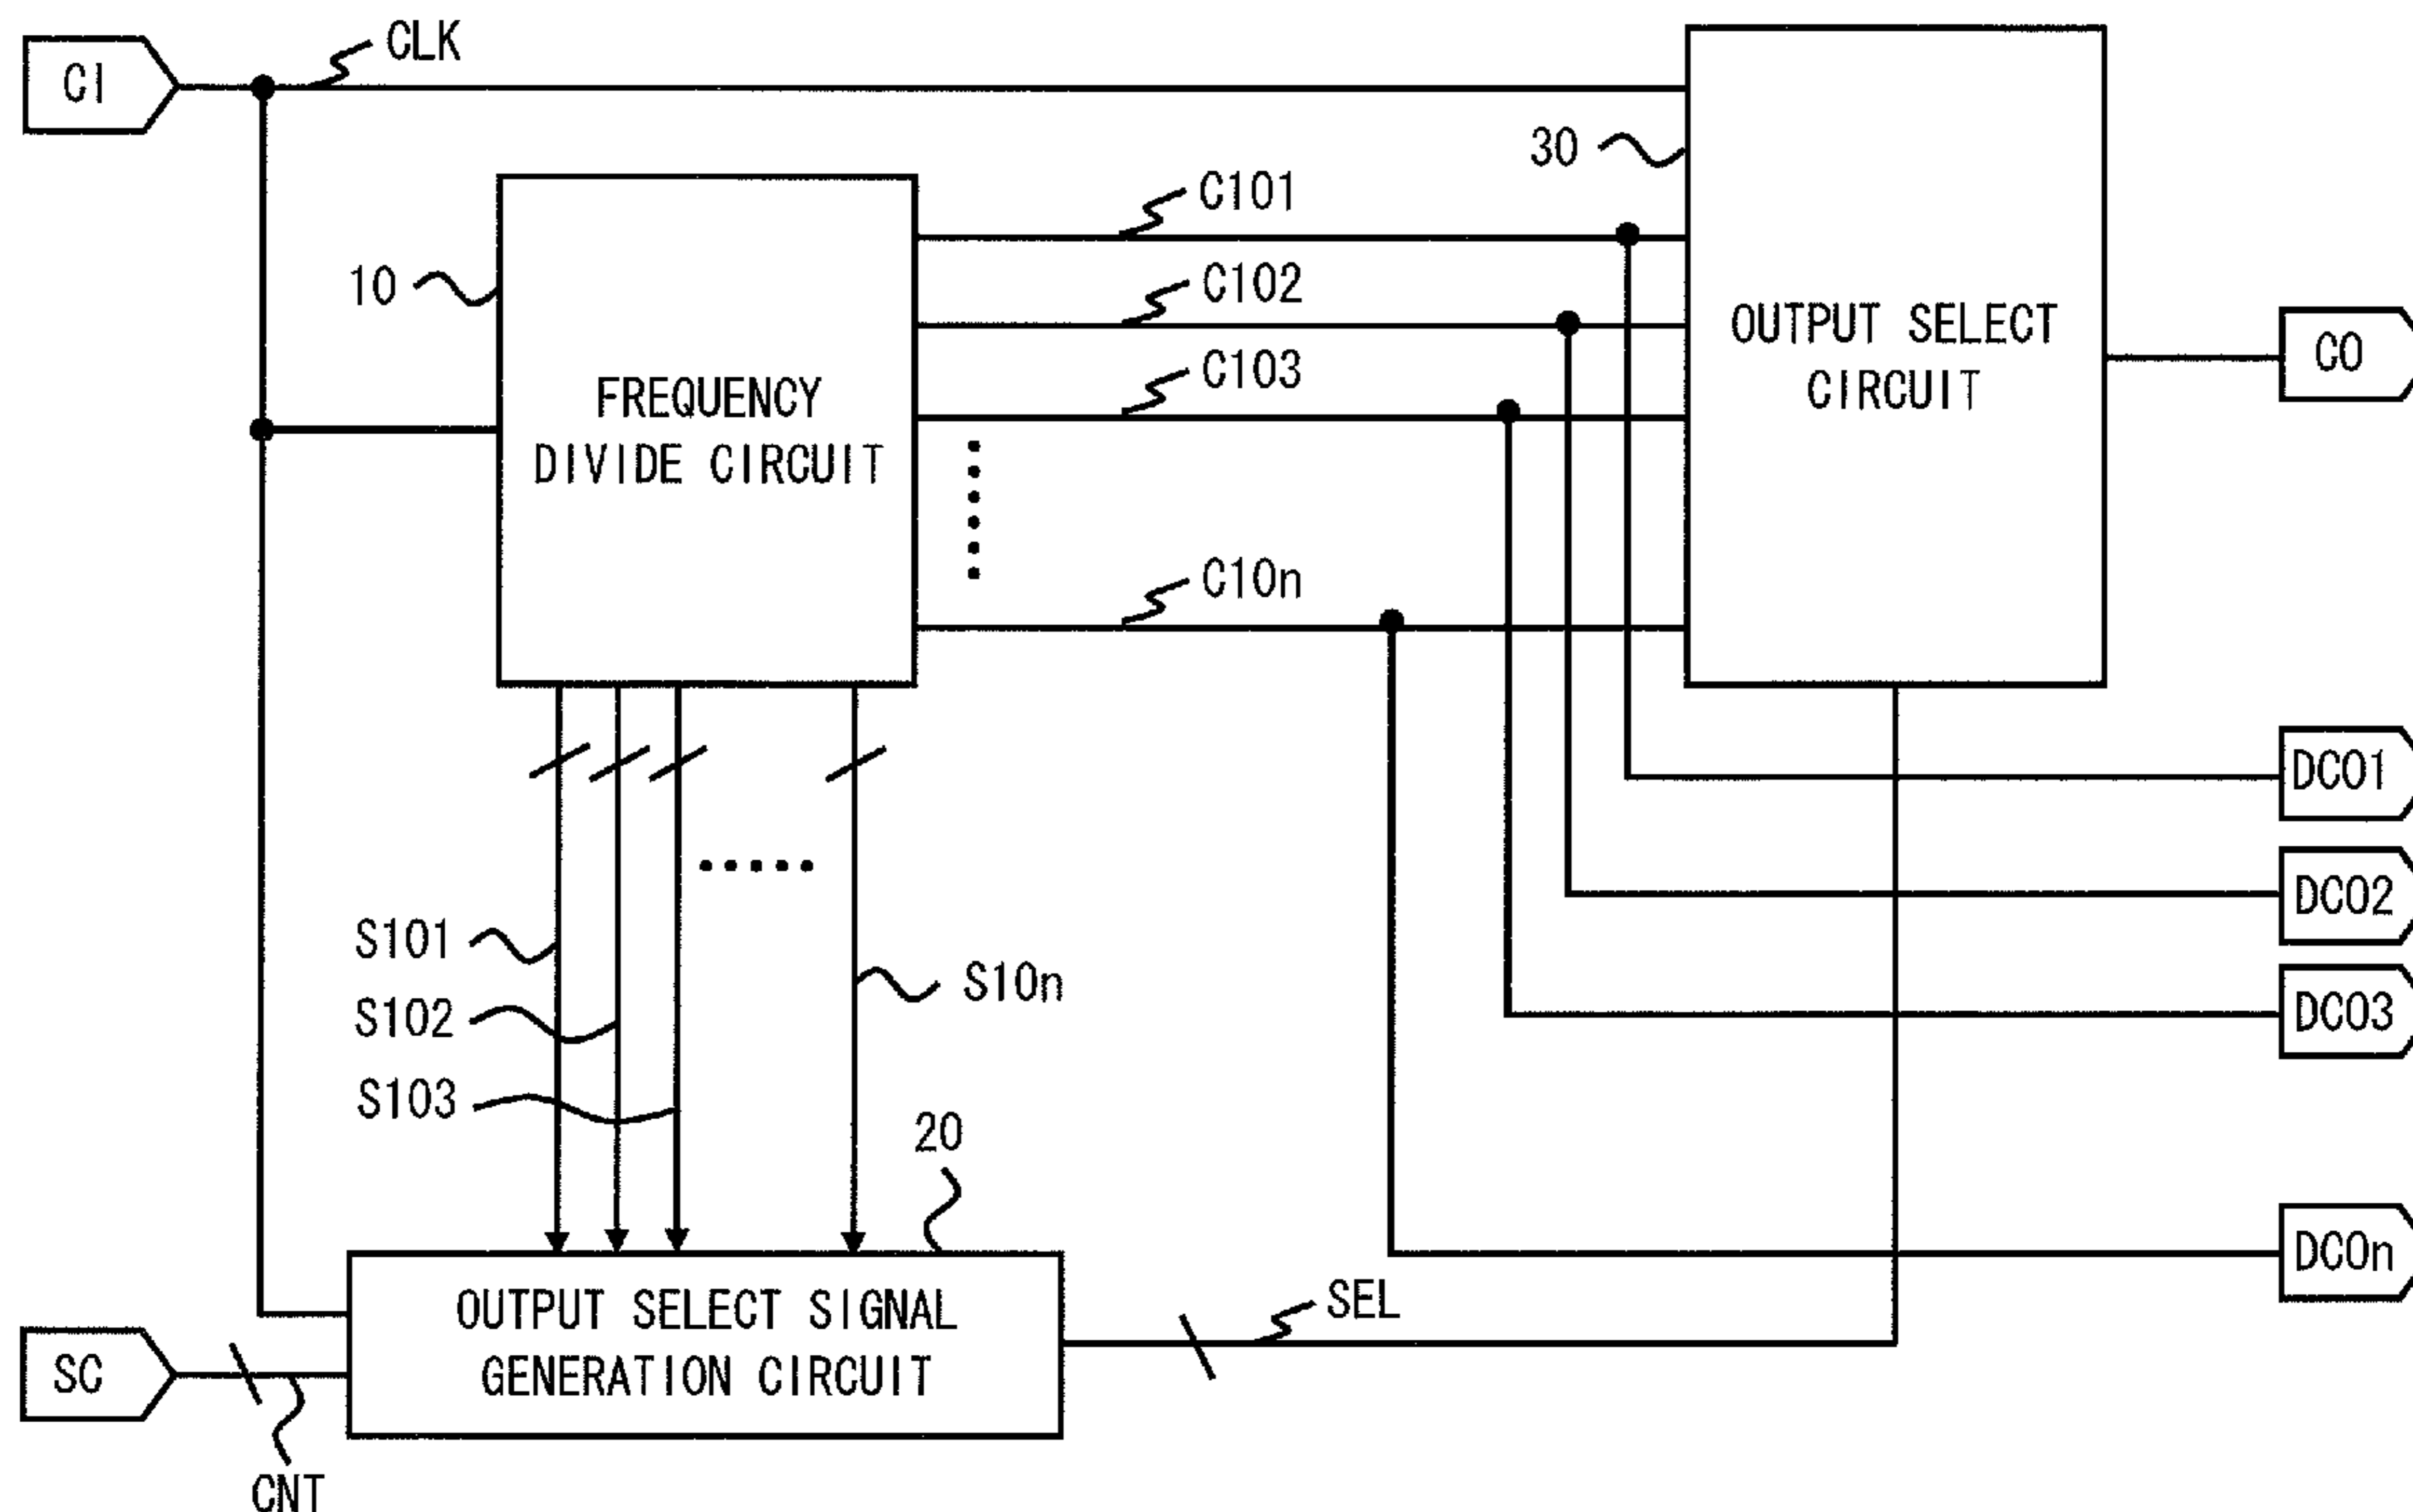 CI
CLK
30
C101
10
C102
OUTPUT SELECT
CIRCUIT
CO
C103
FREQUENCY
DIVIDE CIRCUIT
C10n
DCO1
DCO2
S101
S10n
S102
DCO3
S103
20
DCOn
SEL
OUTPUT SELECT SIGNAL
GENERATION CIRCUIT
SC
CNT